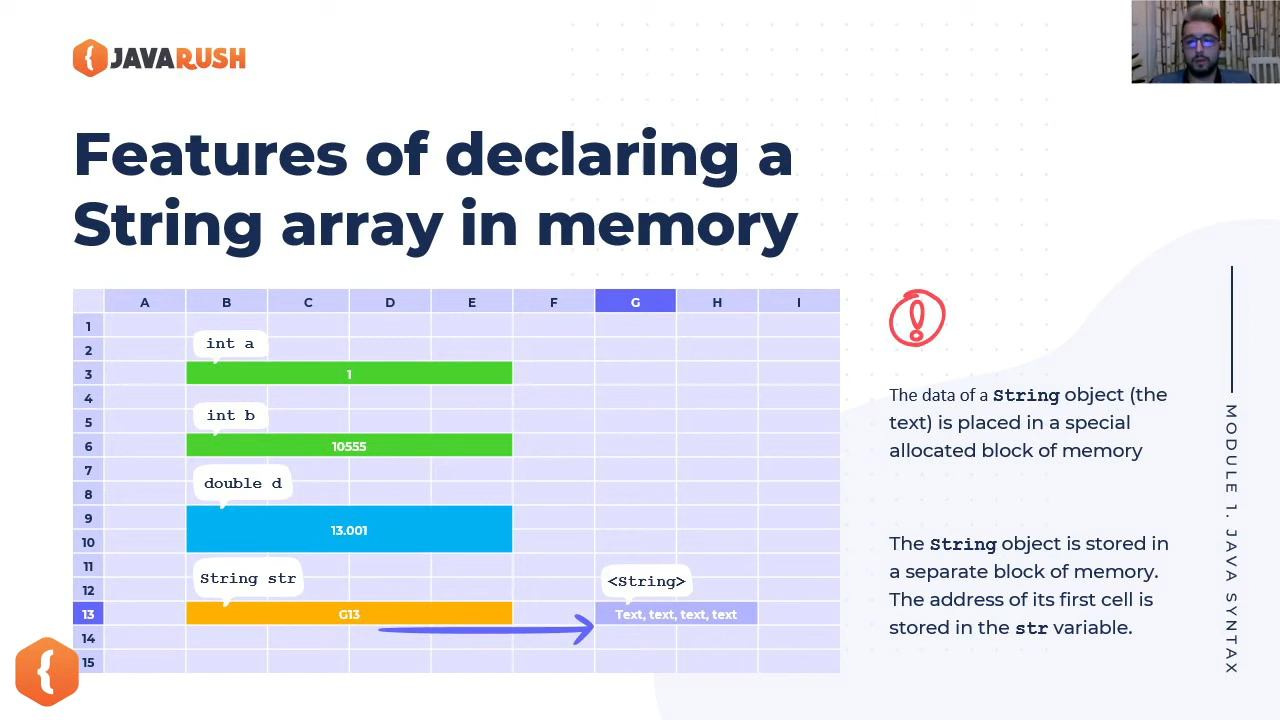 JAVARUSH
Features of declaring a
String array in memory
A B C D E F G H I
1
2
int a
3
1
4
5
int b
6
10555
7
8
double d
9
10
13.001
11
12
String str
<String>
13
G13
Text, text, text, text
14
15
The data of a String object (the
text) is placed in a special
allocated block of memory
The String object is stored in
a separate block of memory.
The address of its first cell is
stored in the str variable.
MODULE 1. JAVA SYNTAX